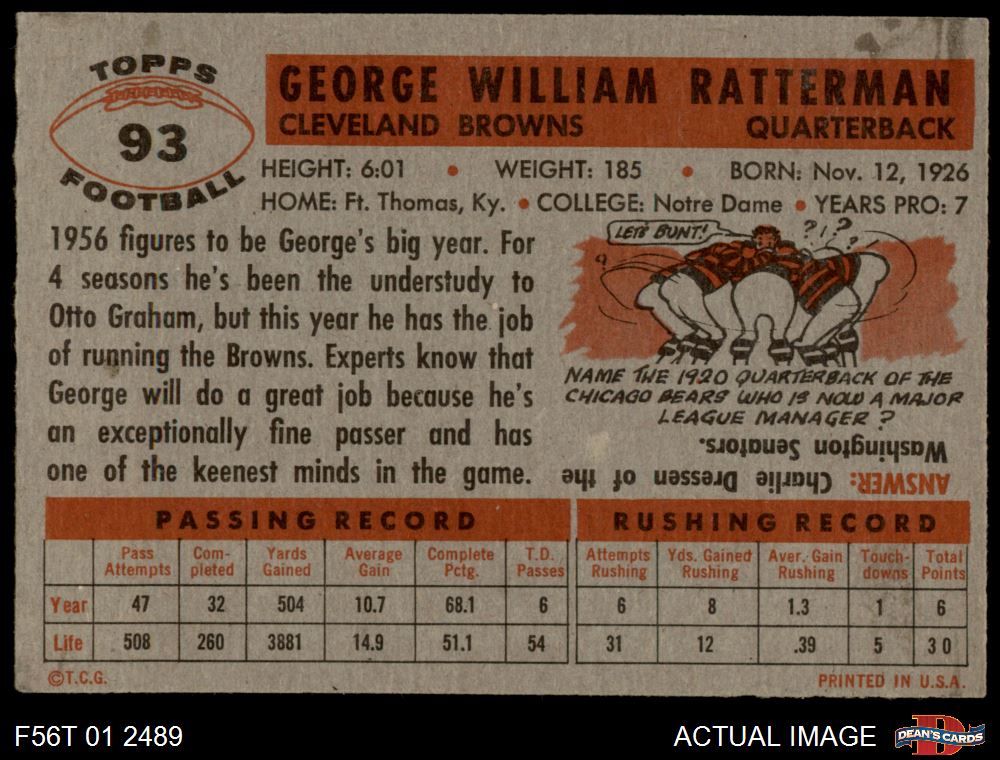 TOPPS
93
FOOTBALL
GEORGE WILLIAM RATTERMAN
CLEVELAND BROWNS QUARTERBACK
HEIGHT: 6:01 • WEIGHT: 185 • BORN: Nov. 12, 1926
HOME: Ft. Thomas, Ky. • COLLEGE: Notre Dame • YEARS PRO: 7
1956 figures to be George's big year. For
4 seasons he's been the understudy to
Otto Graham, but this year he has the job
of running the Browns. Experts know that
George will do a great job because he's
an exceptionally fine passer and has
one of the keenest minds in the game.
LETS BUNT!
?!?
?
NAME THE 1920 QUARTERBACK OF THE
CHICAGO BEARS WHO IS NOW A MAJOR
LEAGUE MANAGER?
ANSWER: Charlie Dressen of the
Washington Senators.
PASSING RECORD
Pass Attempts Com-pleted Yards Gained Average Gain Complete Pctg. T.D. Passes
Year 47 32 504 10.7 68.1 6
Life 508 260 3881 14.9 51.1 54
RUSHING RECORD
Attempts Rushing Yds. Gained Rushing Aver. Gain Rushing Touch-downs Total Points
6 8 1.3 1 6
31 12 .39 5 30
©T.C.G. PRINTED IN U.S.A.
F56T 01 2489 ACTUAL IMAGE DEAN'S CARDS